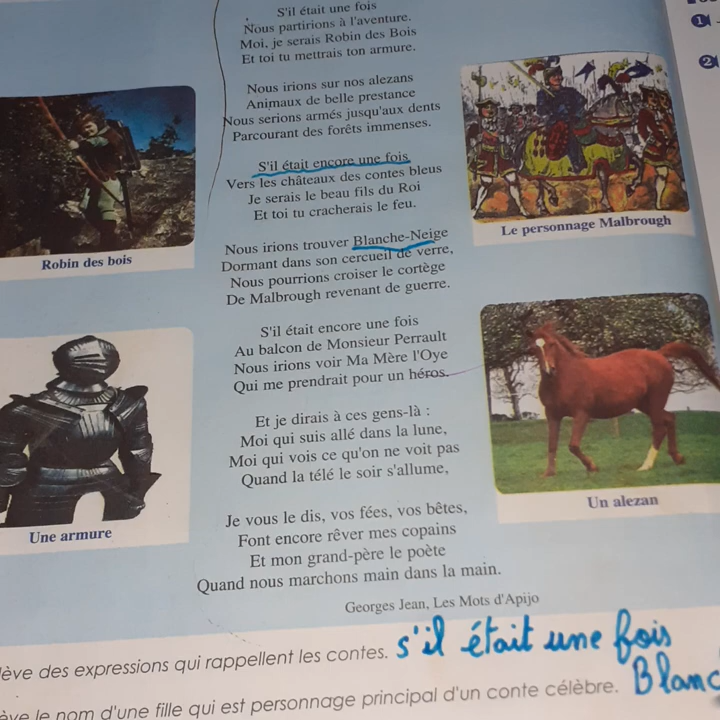 S'il était une fois
Nous partirions à l'aventure.
Moi, je serais Robin des Bois
Et toi tu mettrais ton armure.
Nous irions sur nos alezans
Animaux de belle prestance
Nous serions armés jusqu'aux dents
Parcourant des forêts immenses.
S'il était encore une fois
Vers les châteaux des contes bleus
Je serais le beau fils du Roi
Et toi tu cracherais le feu.
Nous irions trouver Blanche-Neige
Dormant dans son cercueil de verre,
Nous pourrions croiser le cortège
De Malbrough revenant de guerre.
S'il était encore une fois
Au balcon de Monsieur Perrault
Nous irions voir Ma Mère l'Oye
Qui me prendrait pour un héros.
Et je dirais à ces gens-là :
Moi qui suis allé dans la lune,
Moi qui vois ce qu'on ne voit pas
Quand la télé le soir s'allume,
Je vous le dis, vos fées, vos bêtes,
Font encore rêver mes copains
Et mon grand-père le poète
Quand nous marchons main dans la main.
Georges Jean, Les Mots d'Apijo
Robin des bois
Une armure
Le personnage Malbrough
Un alezan
1
2
lève des expressions qui rappellent les contes. s'il était une fois
ève le nom d'une fille qui est personnage principal d'un conte célèbre. Blanc